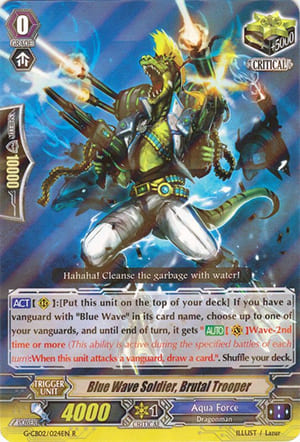 0
GRADE
+5000
CRITICAL
SHIELD
10000
Hahaha! Cleanse the garbage with water!
ACT [ ]:[Put this unit on the top of your deck] If you have a
vanguard with "Blue Wave" in its card name, choose up to one
of your vanguards, and until end of turn, it gets " AUTO [ ]Wave-2nd
time or more (This ability is active during the specified battles of each
turn:When this unit attacks a vanguard, draw a card.". Shuffle your deck.
TRIGGER
UNIT
Blue Wave Soldier, Brutal Trooper
POWER
4000
1
CRITICAL
Aqua Force
Dragonman
G-CB02/024EN R
ILLUST / Lazur